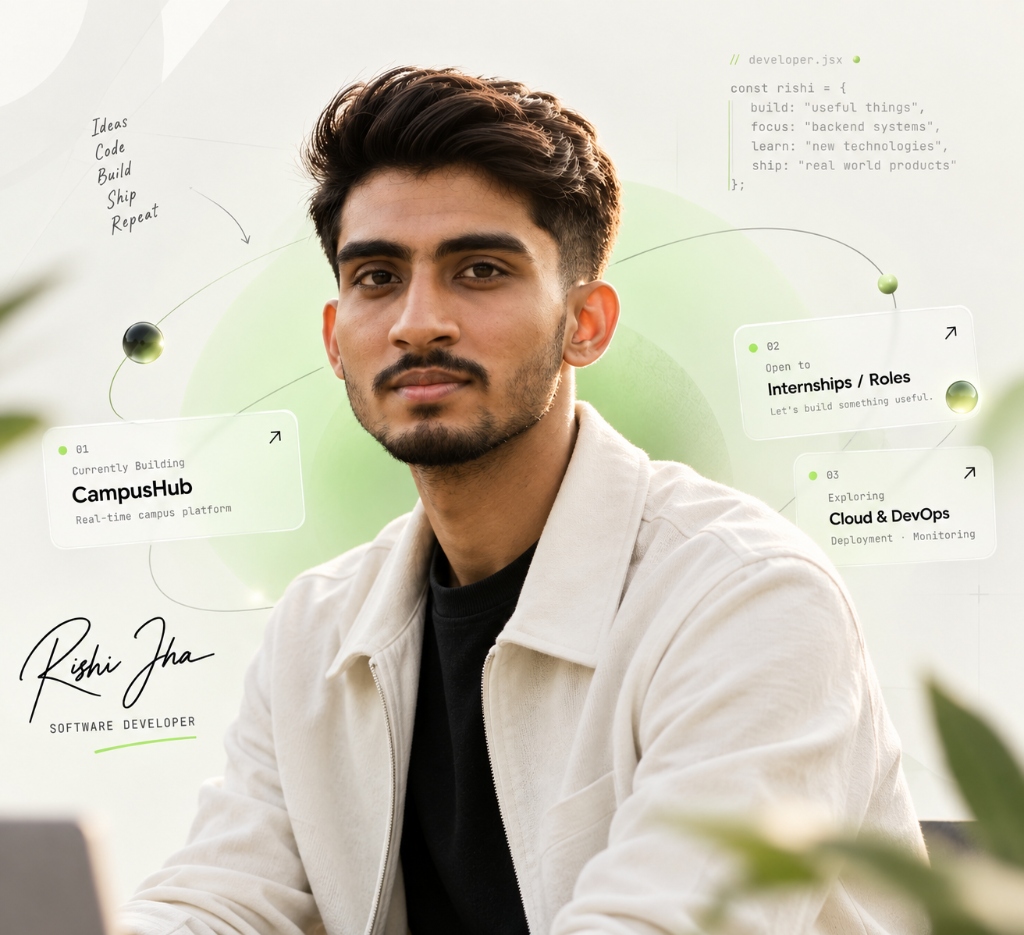 Ideas
Code
Build
Ship
Repeat
// developer.jsx
const rishi = {
build: "useful things",
focus: "backend systems",
learn: "new technologies",
ship: "real world products"
};
01
Currently Building
CampusHub
Real-time campus platform
02
Open to
Internships / Roles
Let's build something useful.
03
Exploring
Cloud & DevOps
Deployment · Monitoring
Rishi Jha
SOFTWARE DEVELOPER